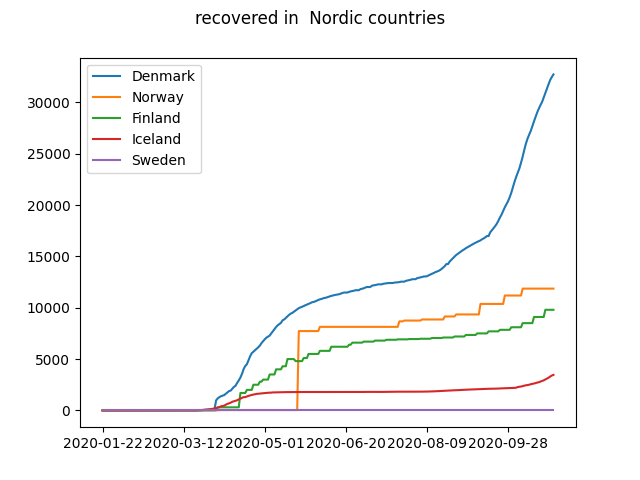 recovered in  Nordic countries
Denmark
Norway
Finland
Iceland
Sweden
30000
25000
20000
15000
10000
5000
0
2020-01-22 2020-03-12 2020-05-01 2020-06-20 2020-08-09 2020-09-28